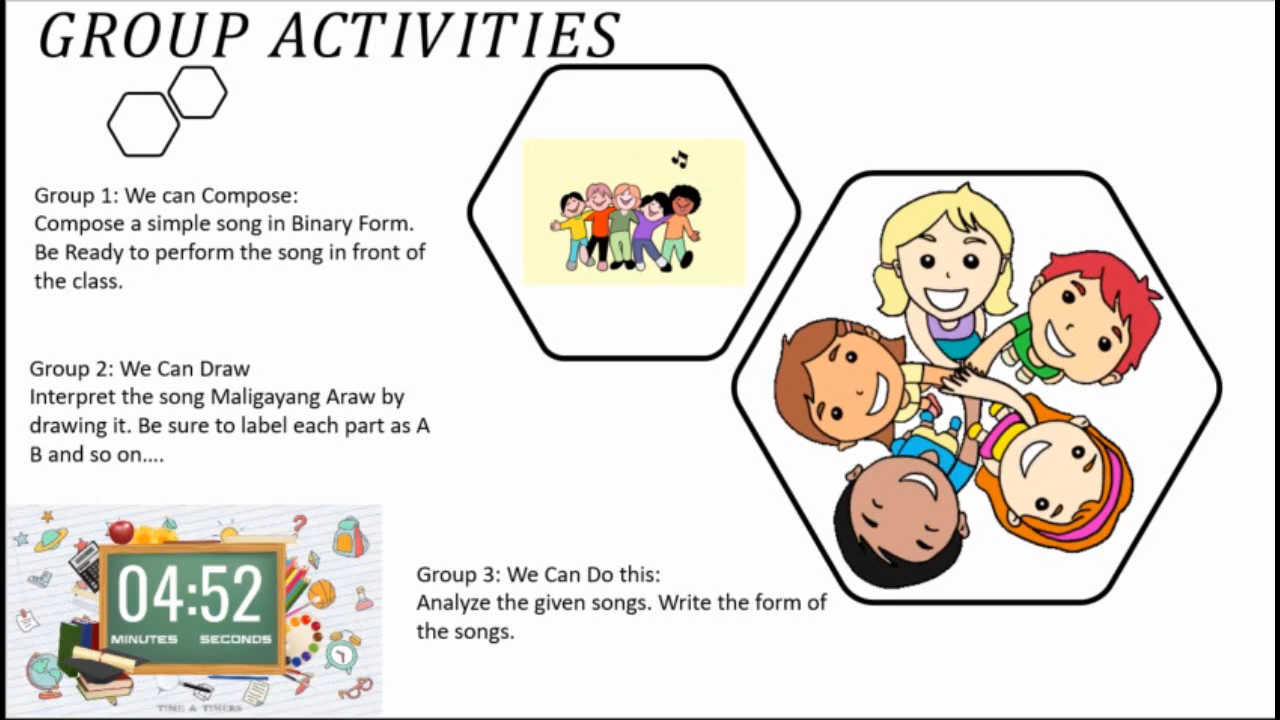 GROUP ACTIVITIES
Group 1: We can Compose:
Compose a simple song in Binary Form.
Be Ready to perform the song in front of
the class.
Group 2: We Can Draw
Interpret the song Maligayang Araw by
drawing it. Be sure to label each part as A
B and so on....
04:52
MINUTES SECONDS
TIME & TIMERS
Group 3: We Can Do this:
Analyze the given songs. Write the form of
the songs.